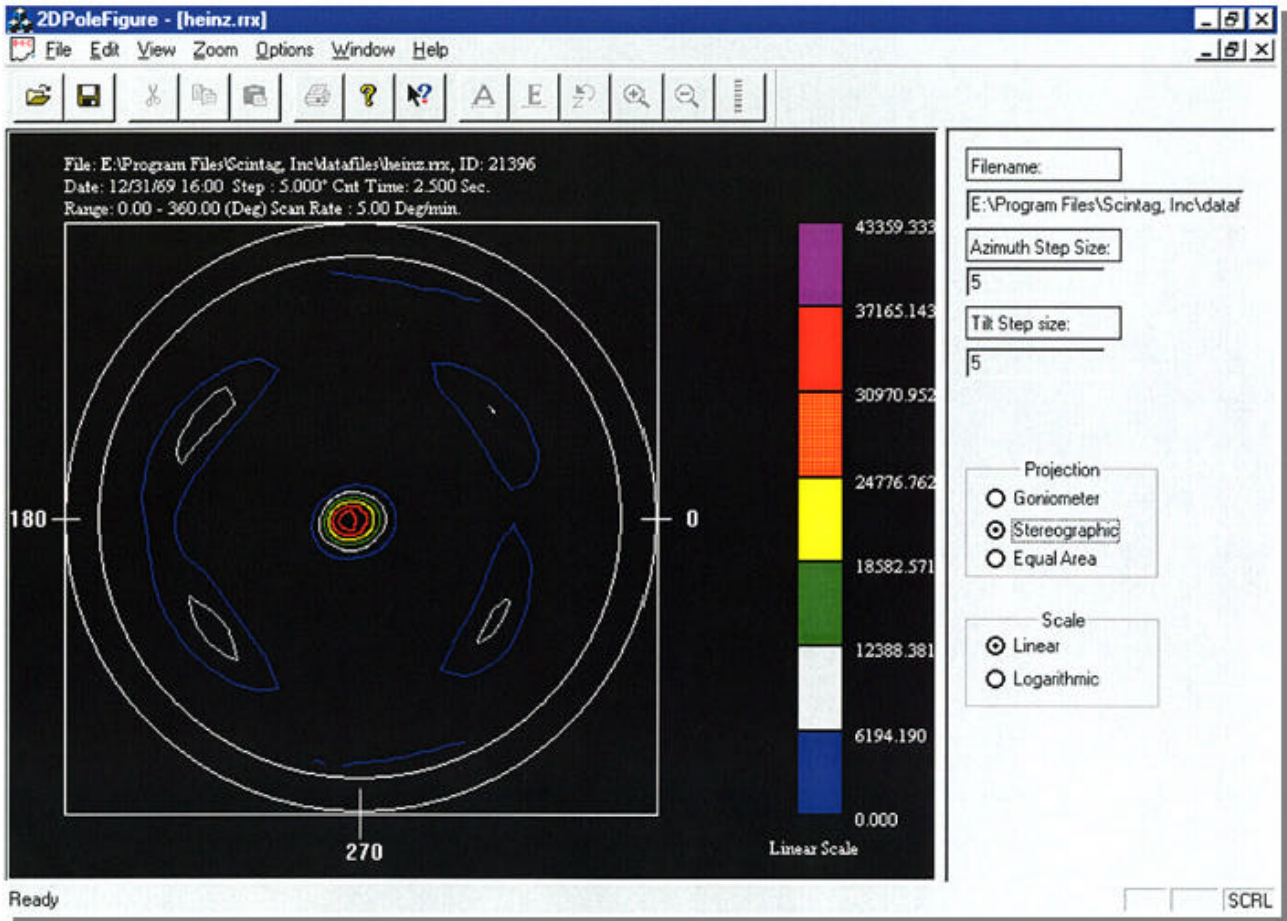 2DPoleFigure - [heinz.rrx]
File Edit View Zoom Options Window Help
A E Z
File: E:\Program Files\Scintag, Inc\datafiles\heinz.rrx, ID: 21396
Date: 12/31/69 16:00 Step : 5.000° Cnt Time: 2.500 Sec.
Range: 0.00 - 360.00 (Deg) Scan Rate : 5.00 Deg/min.
43359.333
37165.143
30970.952
24776.762
18582.571
12388.381
6194.190
0.000
Linear Scale
180
0
270
Filename:
E:\Program Files\Scintag, Inc\dataf
Azimuth Step Size:
5
Tilt Step size:
5
Projection
Goniometer
Stereographic
Equal Area
Scale
Linear
Logarithmic
Ready
SCRL